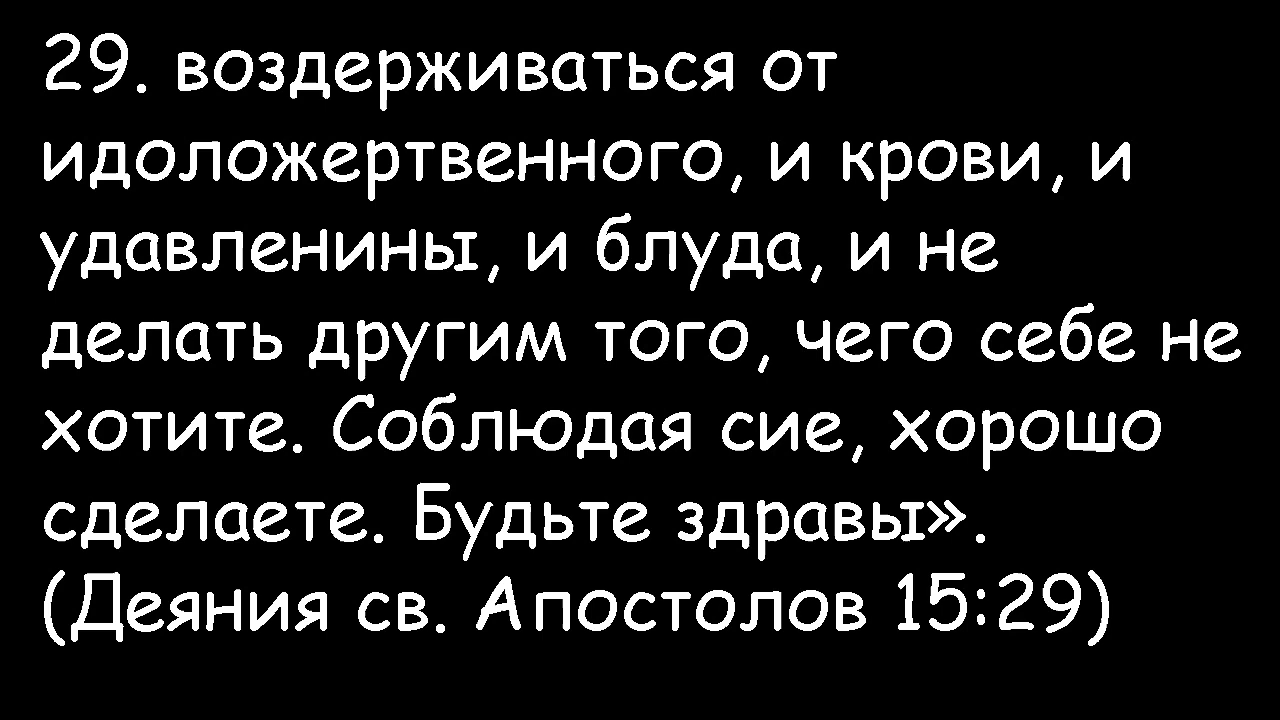 29. воздерживаться от
идоложертвенного, и крови, и
удавленины, и блуда, и не
делать другим того, чего себе не
хотите. Соблюдая сие, хорошо
сделаете. Будьте здравы».
(Деяния св. Апостолов 15:29)